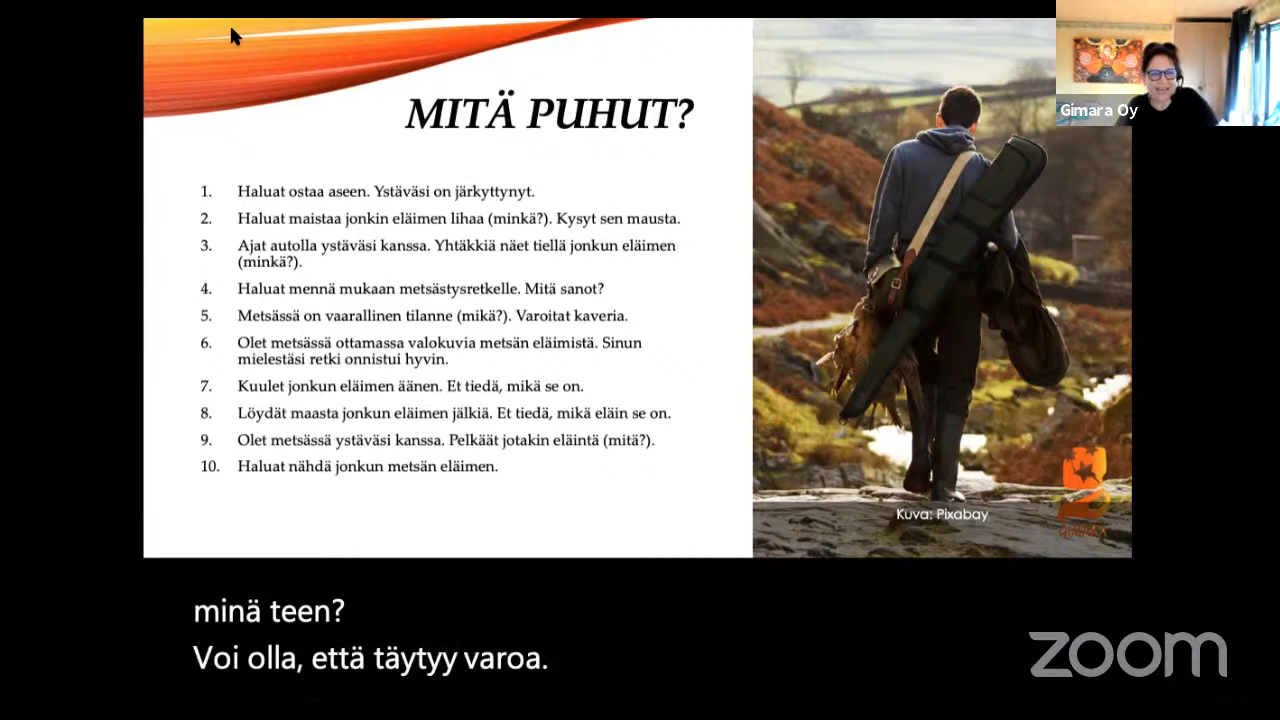 MITÄ PUHUT?
1. Haluat ostaa aseen. Ystäväsi on järkyttynyt.
2. Haluat maistaa jonkin eläimen lihaa (minkä?). Kysyt sen mausta.
3. Ajat autolla ystäväsi kanssa. Yhtäkkiä näet tiellä jonkun eläimen
(minkä?).
4. Haluat mennä mukaan metsästysretkelle. Mitä sanot?
5. Metsässä on vaarallinen tilanne (mikä?). Varoitat kaveria.
6. Olet metsässä ottamassa valokuvia metsän eläimistä. Sinun
mielestäsi retki onnistui hyvin.
7. Kuulet jonkun eläimen äänen. Et tiedä, mikä se on.
8. Löydät maasta jonkun eläimen jälkiä. Et tiedä, mikä eläin se on.
9. Olet metsässä ystäväsi kanssa. Pelkäät jotakin eläintä (mitä?).
10. Haluat nähdä jonkun metsän eläimen.
Gimara Oy
Kuva: Pixabay
minä teen?
Voi olla, että täytyy varoa.
zoom